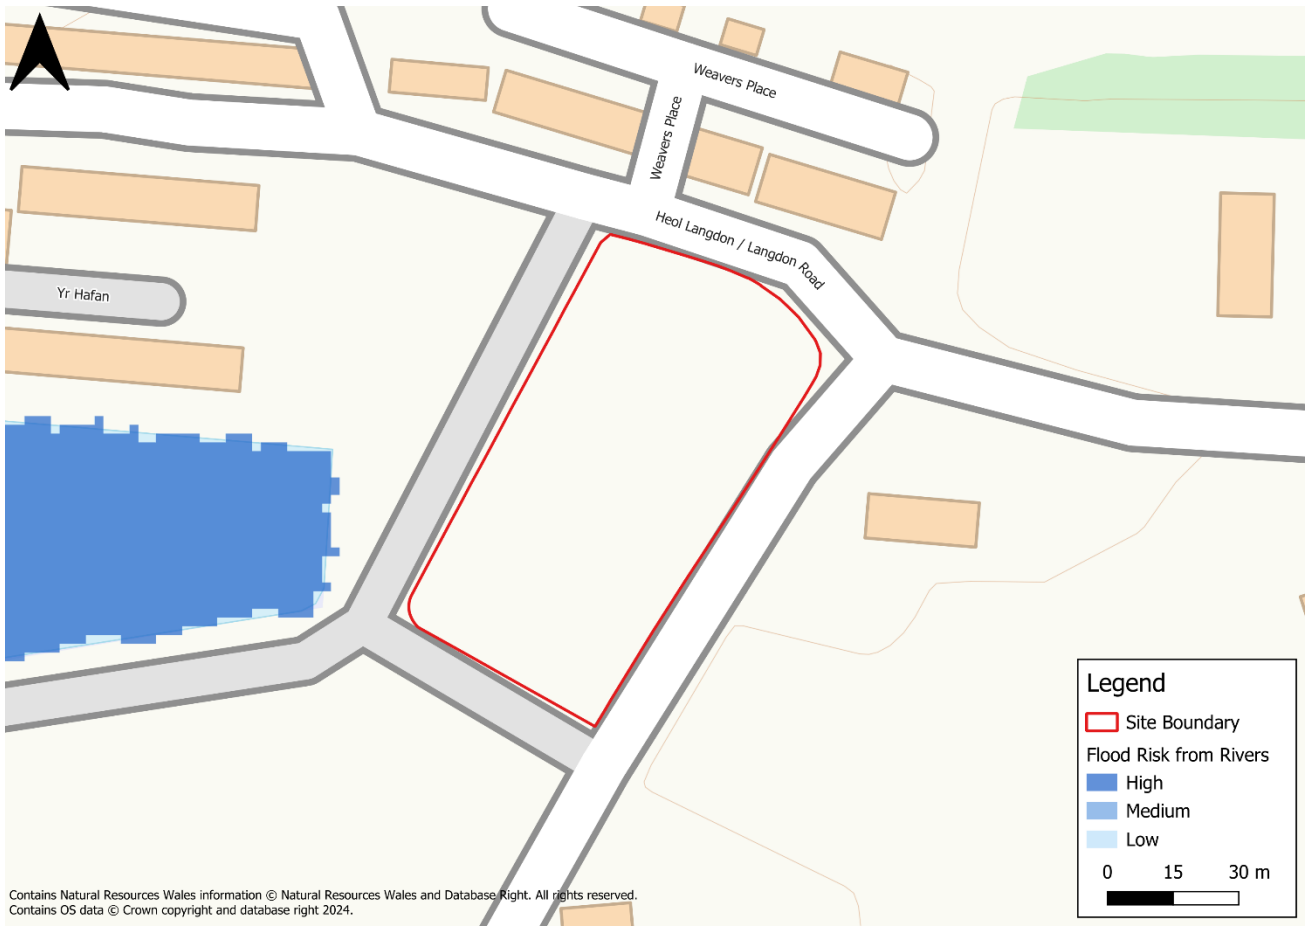 Weavers Place
Weavers Place
Heol Langdon / Langdon Road
Yr Hafan
Legend
Site Boundary
Flood Risk from Rivers
High
Medium
Low
0 15 30 m
Contains Natural Resources Wales information © Natural Resources Wales and Database Right. All rights reserved.
Contains OS data © Crown copyright and database right 2024.